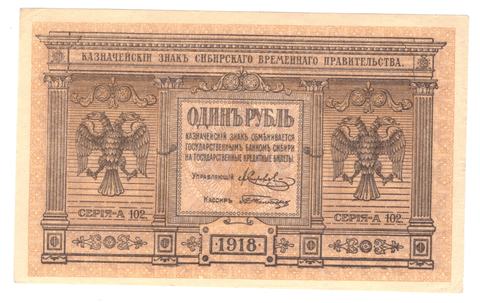 КАЗНАЧЕЙСКІЙ ЗНАКЪ СИБИРСКАГО ВРЕМЕННАГО ПРАВИТЕЛЬСТВА.
ОДИНЪ РУБЛЬ
КАЗНАЧЕЙСКІЙ ЗНАКЪ ОБМѢНИВАЕТСЯ
ГОСУДАРСТВЕННЫМЪ БАНКОМЪ СИБИРИ
НА ГОСУДАРСТВЕННЫЕ КРЕДИТНЫЕ БИЛЕТЫ.
УПРАВЛЯЮЩІЙ
КАССИРЪ
СЕРІЯ-А 102.
СЕРІЯ-А 102.
·1918·